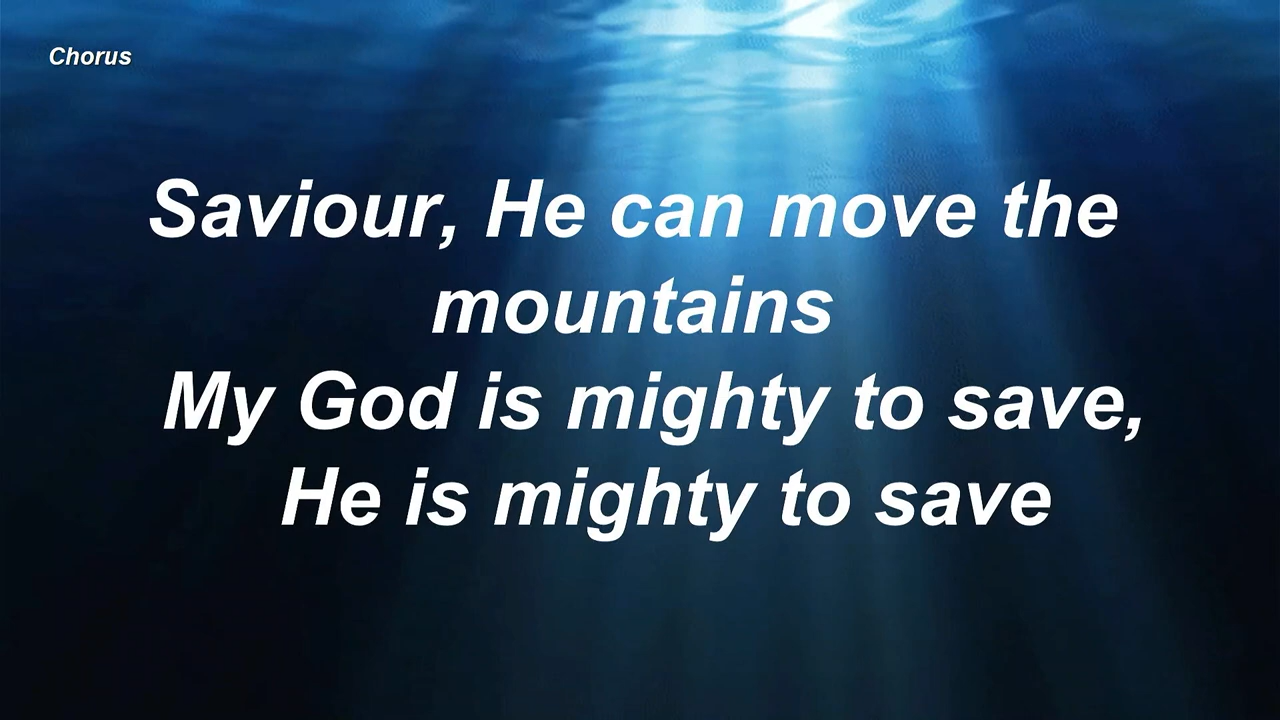 Chorus
Saviour, He can move the
mountains
My God is mighty to save,
He is mighty to save